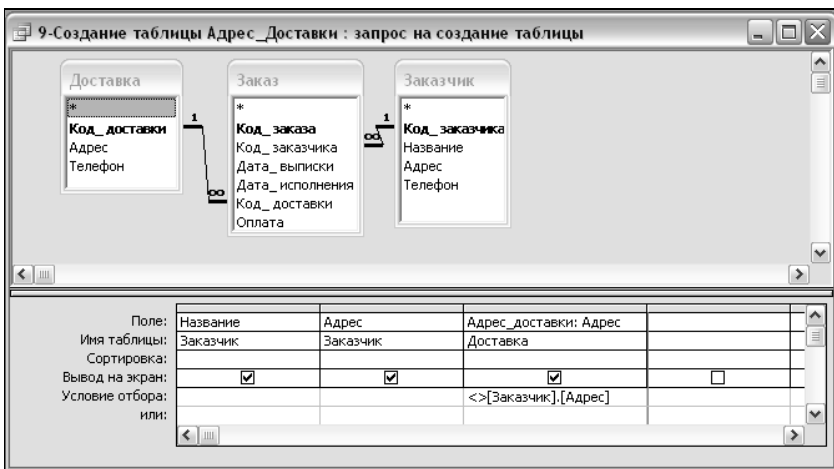 9-Создание таблицы Адрес_Доставки : запрос на создание таблицы
Доставка
*
Код_доставки
Адрес
Телефон
Заказ
*
Код_заказа
Код_заказчика
Дата_выписки
Дата_исполнения
Код_доставки
Оплата
Заказчик
*
Код_заказчика
Название
Адрес
Телефон
1
∞
∞
1
Поле: Название Адрес Адрес_доставки: Адрес
Имя таблицы: Заказчик Заказчик Доставка
Сортировка:
Вывод на экран:
Условие отбора: <>[Заказчик].[Адрес]
или: